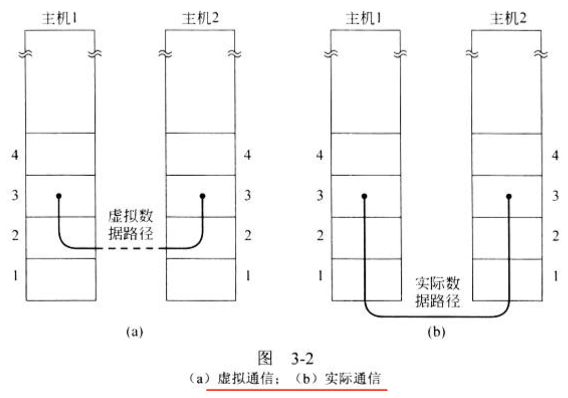 主机1 主机2 主机1 主机2
4 4 4 4
3 3 3 3
虚拟数
据路径
2 2 2 2
1 1 1 1
实际数
据路径
(a) (b)
图 3-2
(a)虚拟通信；(b)实际通信